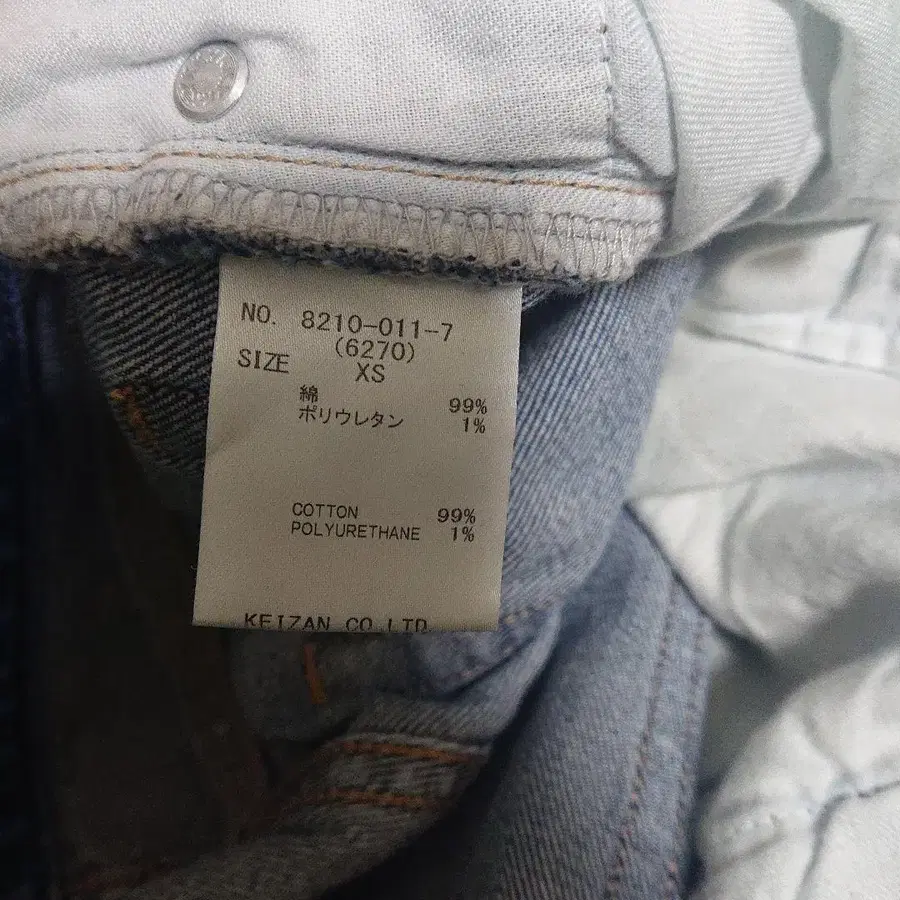 NO. 8210-011-7
(6270)
SIZE XS
綿 99%
ポリウレタン 1%
COTTON 99%
POLYURETHANE 1%
KEIZAN CO.,LTD